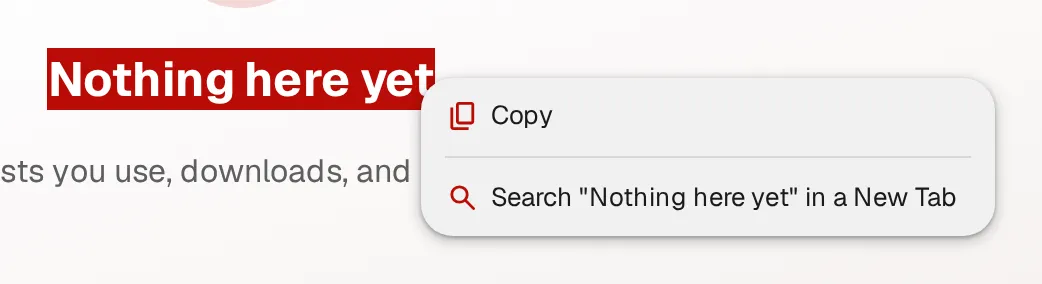 Nothing here yet
Copy
sts you use, downloads, and
Search "Nothing here yet" in a New Tab